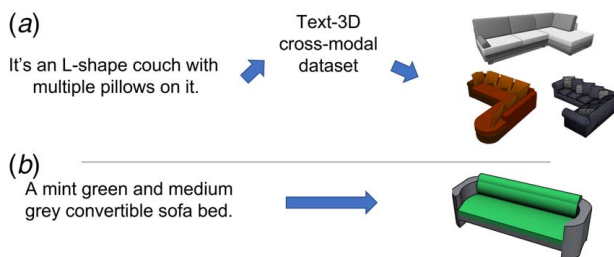 (a)
It's an L-shape couch with
multiple pillows on it.
Text-3D
cross-modal
dataset
(b)
A mint green and medium
grey convertible sofa bed.